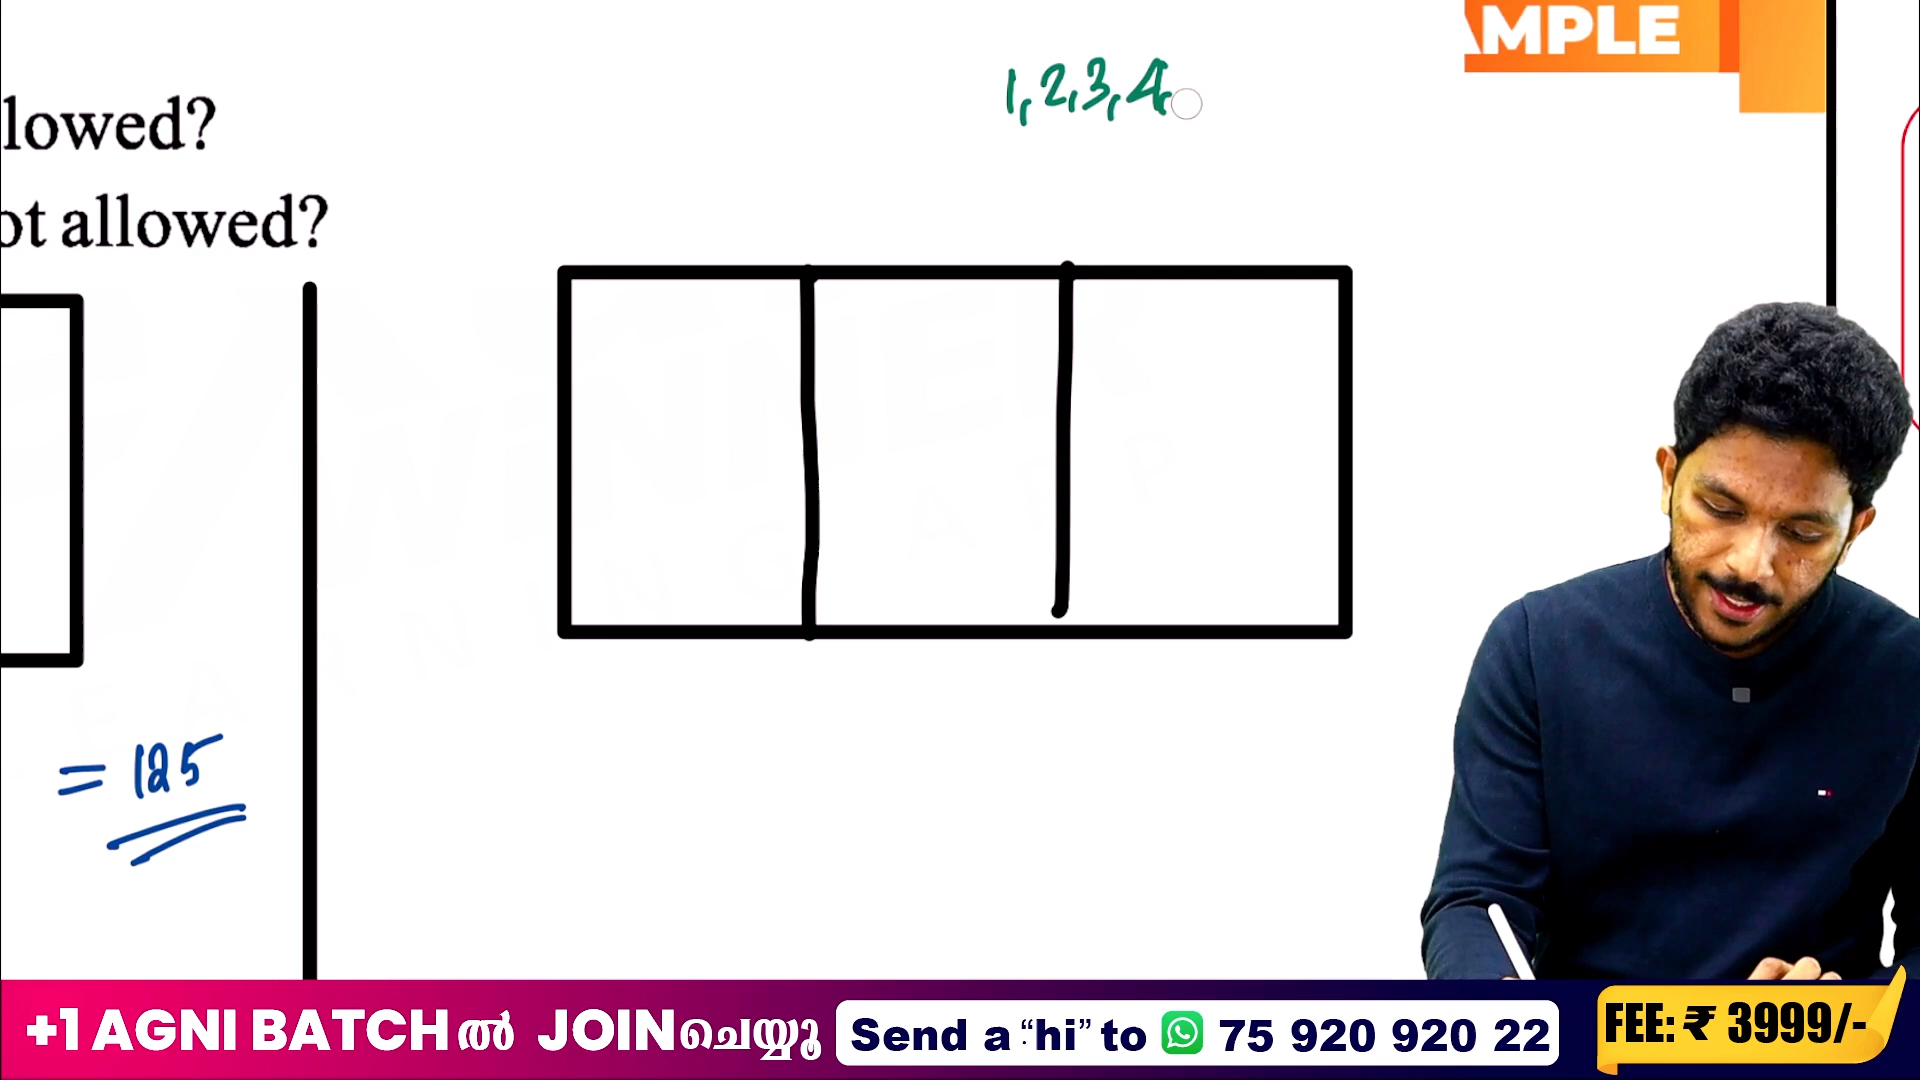 AMPLE
1, 2, 3, 4,
lowed?
ot allowed?
= 125
+1 AGNI BATCH ൽ JOIN ചെയ്യൂ
Send a “hi” to 75 920 920 22
FEE: ₹ 3999/-